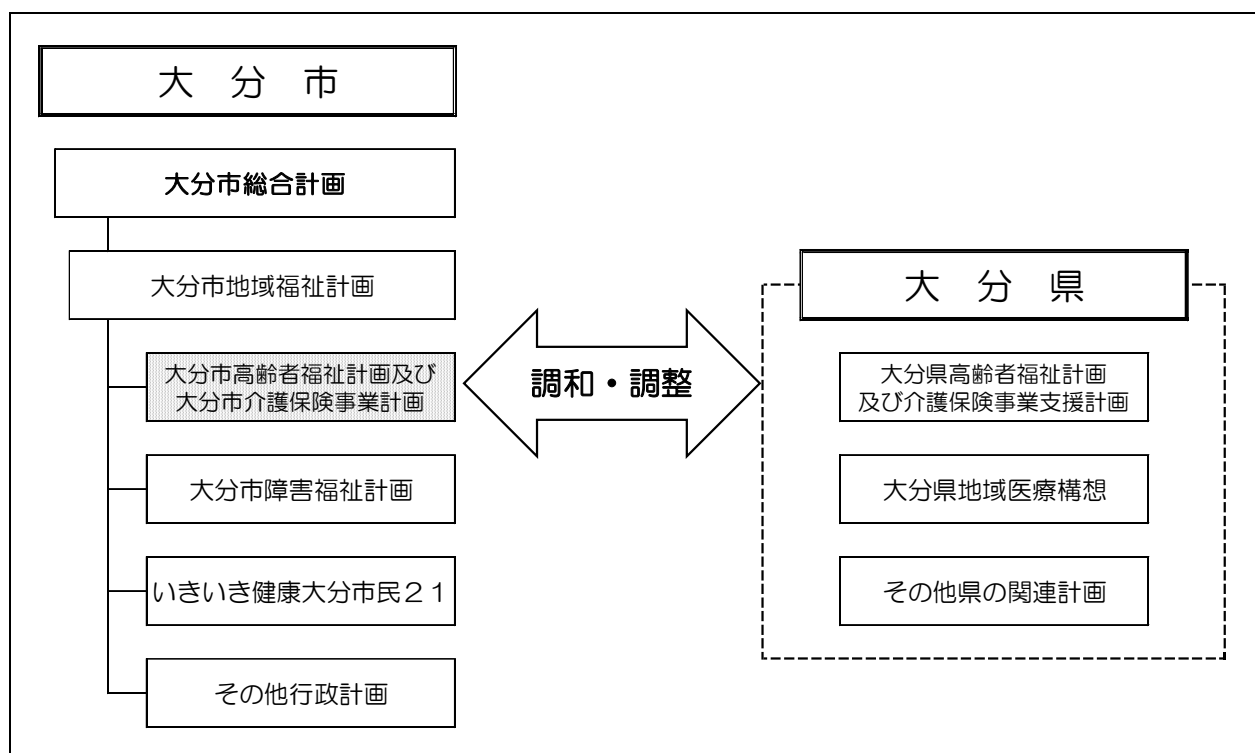 大 分 市
大分市総合計画
大分市地域福祉計画
大分市高齢者福祉計画及び
大分市介護保険事業計画
大分市障害福祉計画
いきいき健康大分市民２１
その他行政計画
調和・調整
大 分 県
大分県高齢者福祉計画
及び介護保険事業支援計画
大分県地域医療構想
その他県の関連計画